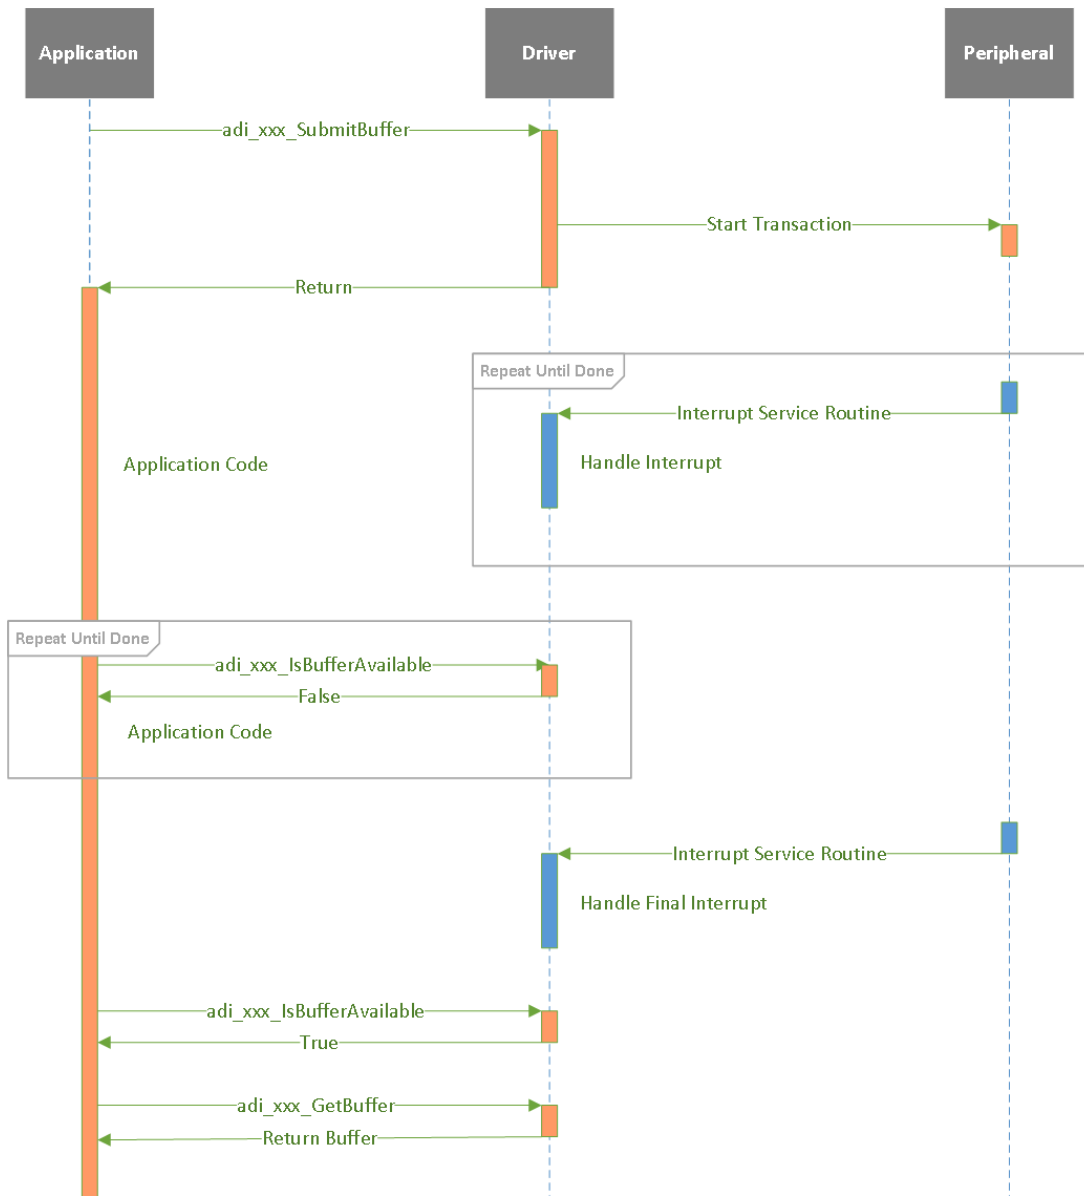 Application
Driver
Peripheral
adi_xxx_SubmitBuffer
Start Transaction
Return
Repeat Until Done
Interrupt Service Routine
Application Code
Handle Interrupt
Repeat Until Done
adi_xxx_IsBufferAvailable
False
Application Code
Interrupt Service Routine
Handle Final Interrupt
adi_xxx_IsBufferAvailable
True
adi_xxx_GetBuffer
Return Buffer